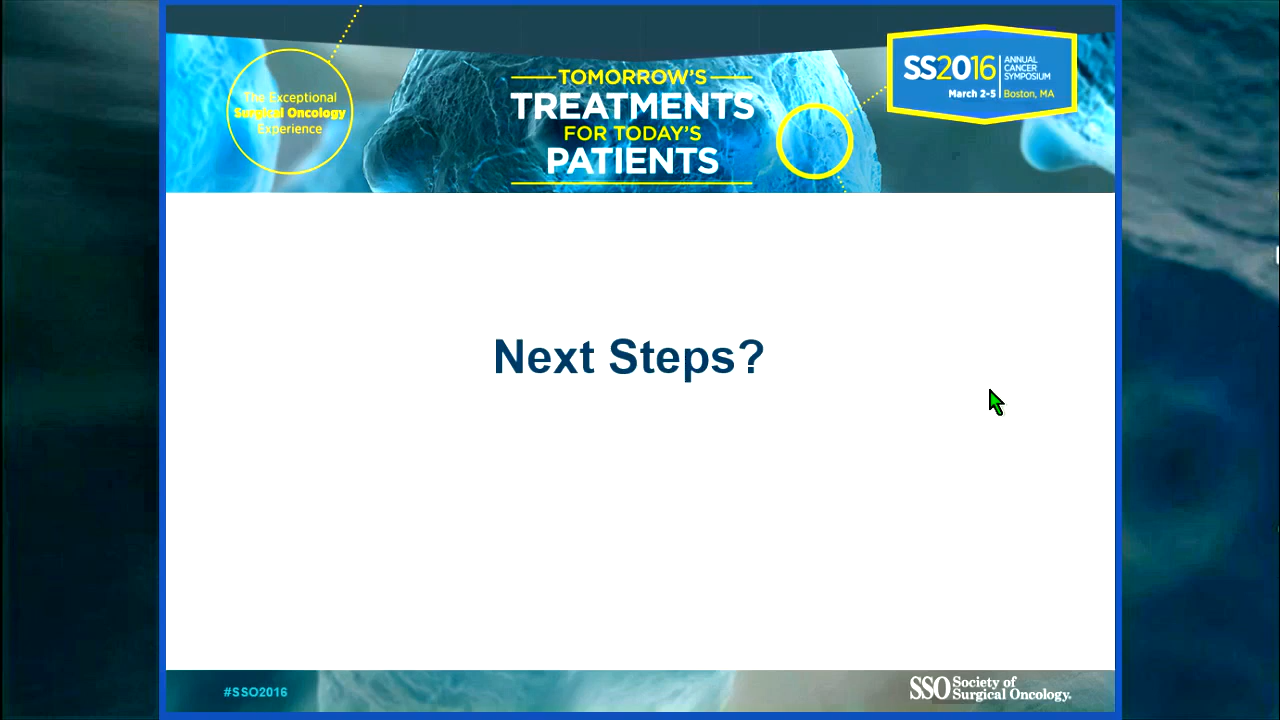 The Exceptional
Surgical Oncology
Experience
TOMORROW'S
TREATMENTS
FOR TODAY'S
PATIENTS
SS2016
ANNUAL
CANCER
SYMPOSIUM
March 2-5 Boston, MA
Next Steps?
#SSO2016
SSO Society of
Surgical Oncology.